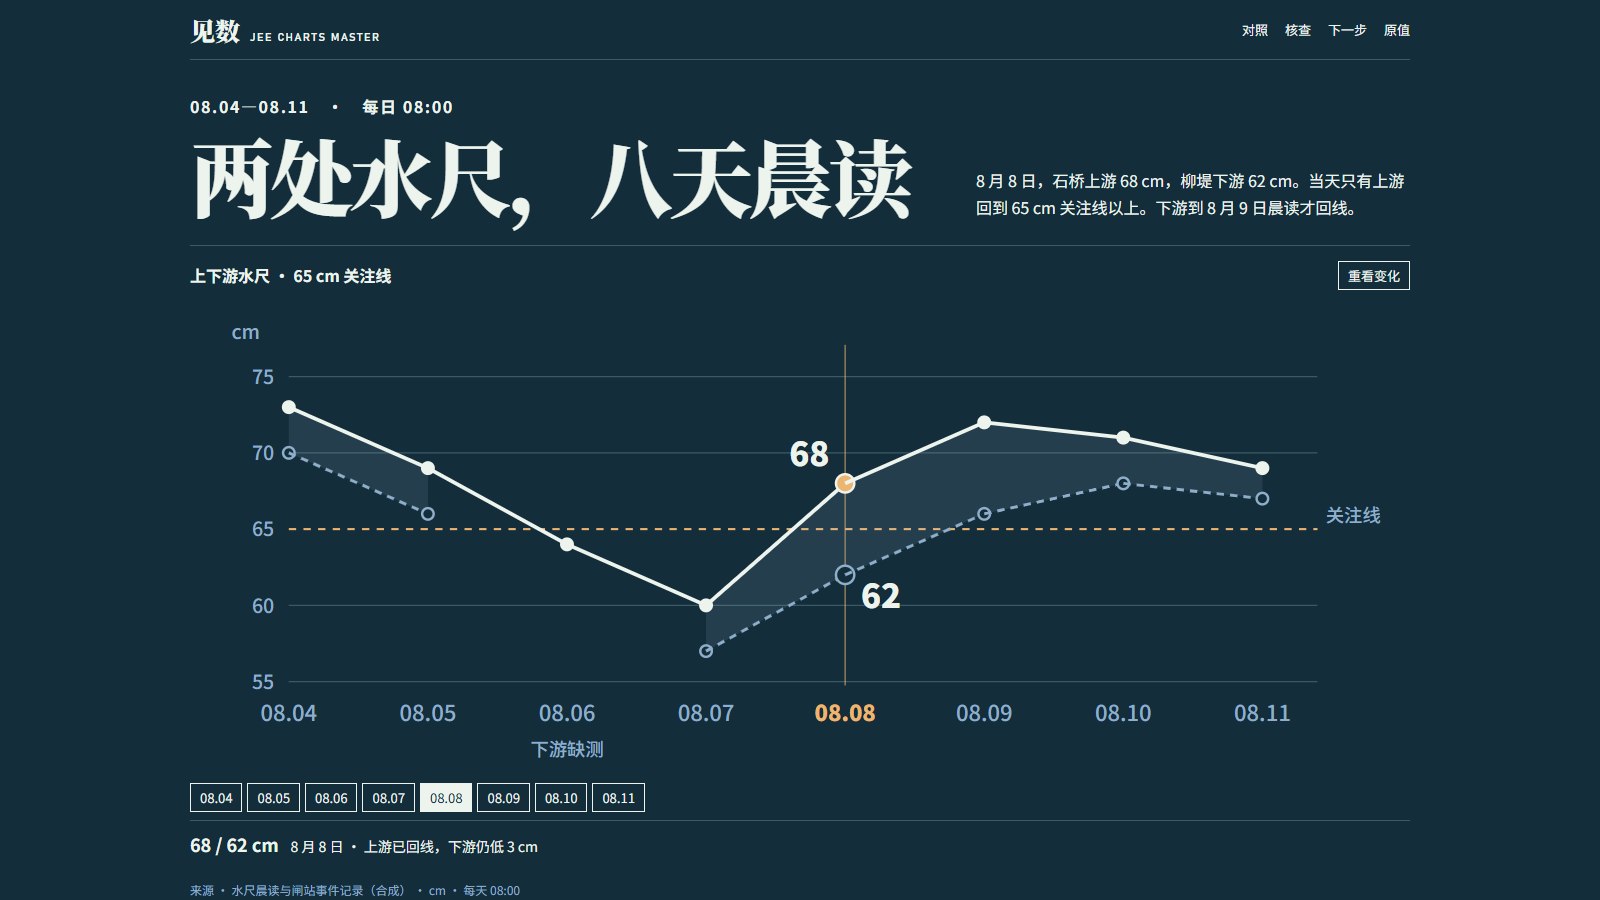 见数 JEE CHARTS MASTER
对照 核查 下一步 原值
08.04—08.11 · 每日 08:00
两处水尺，八天晨读
8 月 8 日，石桥上游 68 cm，柳堤下游 62 cm。当天只有上游
回到 65 cm 关注线以上。下游到 8 月 9 日晨读才回线。
上下游水尺 · 65 cm 关注线
重看变化
cm
75
70
65
60
55
68
62
关注线
08.04 08.05 08.06 08.07 08.08 08.09 08.10 08.11
下游缺测
08.04 08.05 08.06 08.07 08.08 08.09 08.10 08.11
68 / 62 cm 8 月 8 日 · 上游已回线，下游仍低 3 cm
来源 · 水尺晨读与闸站事件记录（合成） · cm · 每天 08:00